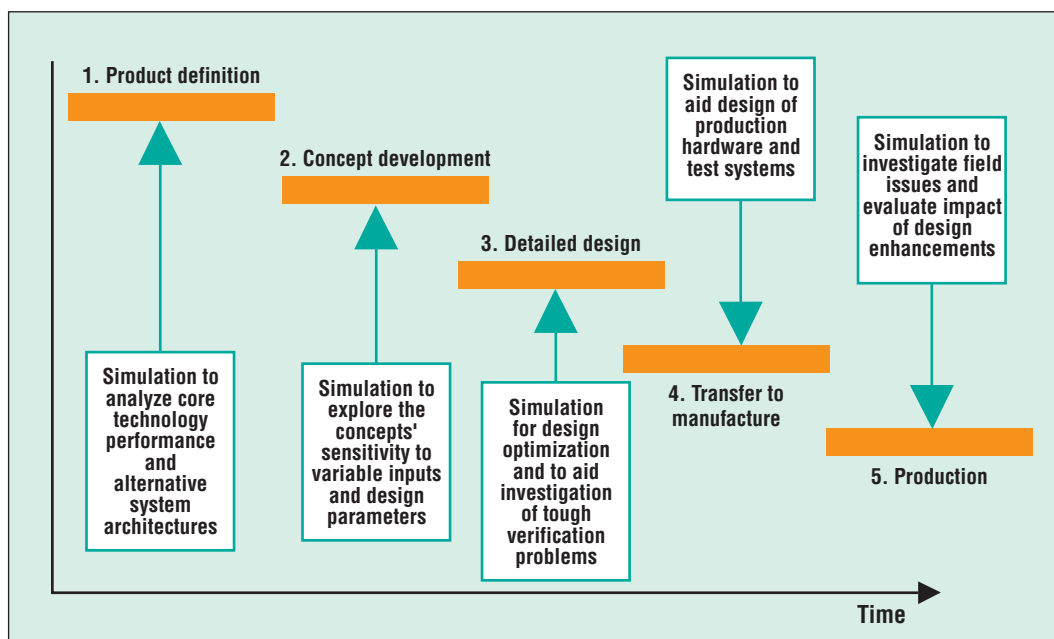 1. Product definition
Simulation to
analyze core
technology
performance
and
alternative
system
architectures
2. Concept development
Simulation to
explore the
concepts'
sensitivity to
variable inputs
and design
parameters
3. Detailed design
Simulation
for design
optimization
and to aid
investigation
of tough
verification
problems
Simulation to
aid design of
production
hardware and
test systems
4. Transfer to
manufacture
Simulation to
investigate field
issues and
evaluate impact
of design
enhancements
5. Production
Time